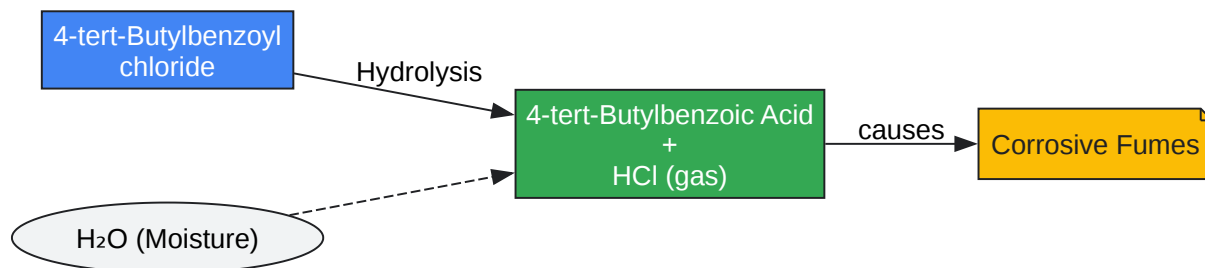 4-tert-Butylbenzoyl
chloride
Hydrolysis
4-tert-Butylbenzoic Acid
+
HCl (gas)
causes
Corrosive Fumes
H₂O (Moisture)